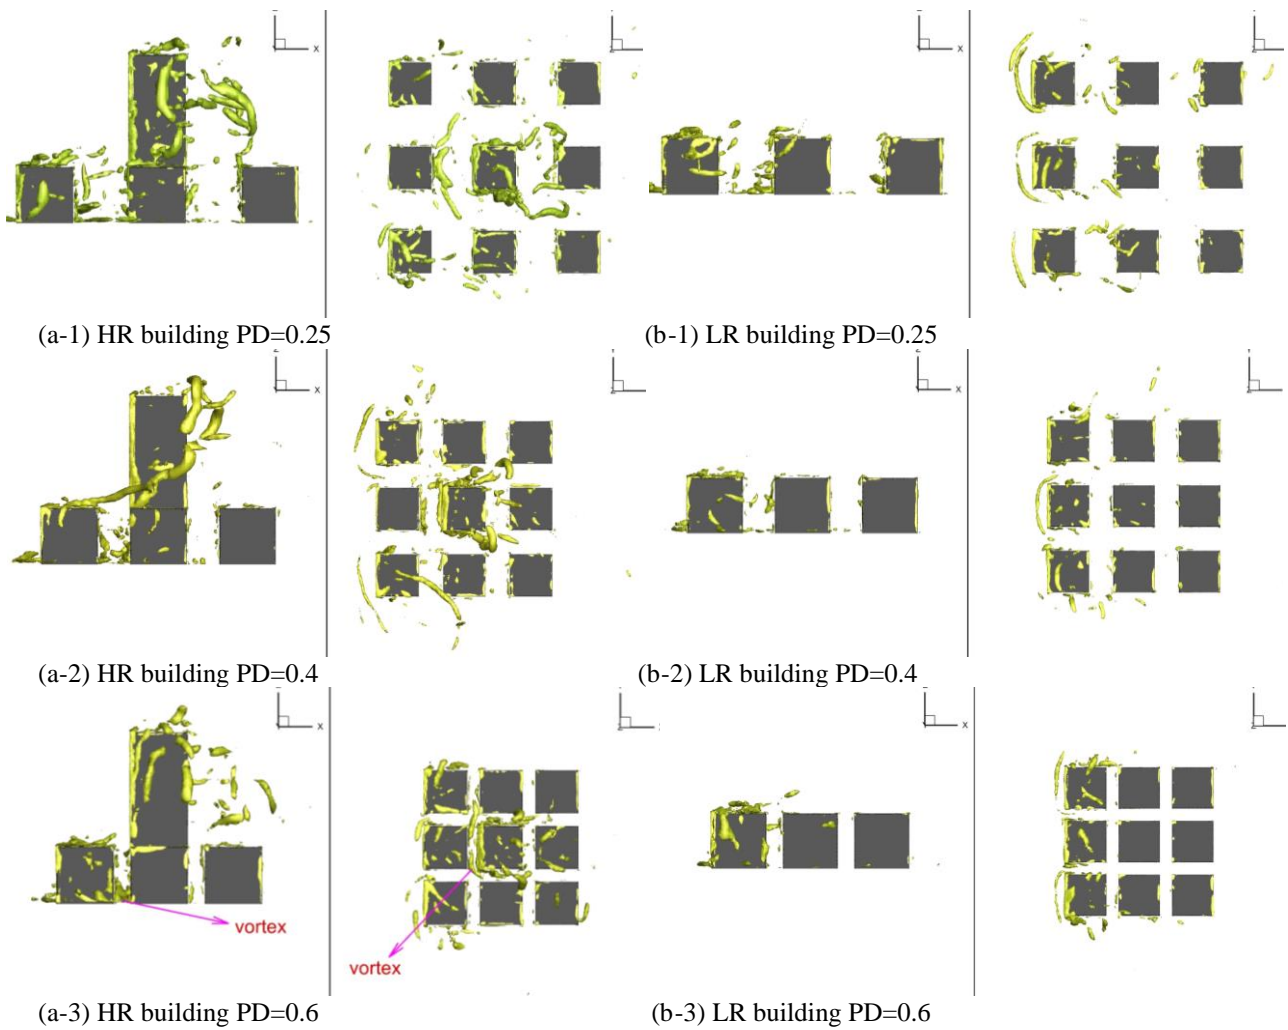 x
(a-1) HR building PD=0.25
(b-1) LR building PD=0.25
z
x
z
(a-2) HR building PD=0.4
(b-2) LR building PD=0.4
x
z
x
z
vortex
vortex
(a-3) HR building PD=0.6
(b-3) LR building PD=0.6